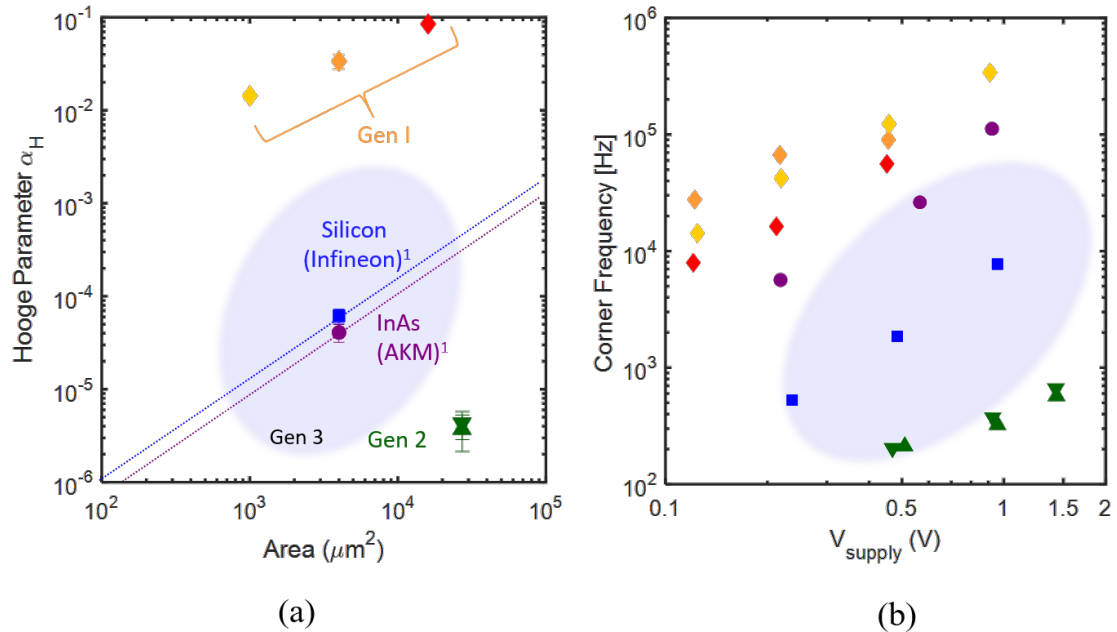 10⁻¹
10⁻²
10⁻³
10⁻⁴
10⁻⁵
10⁻⁶
Hooge Parameter α_H
Gen I
Silicon
(Infineon)¹
InAs
(AKM)¹
Gen 3
Gen 2
10² 10³ 10⁴ 10⁵
Area (μm²)
(a)
10⁶
10⁵
10⁴
10³
10²
Corner Frequency [Hz]
0.1 0.5 1 1.5 2
V_supply (V)
(b)